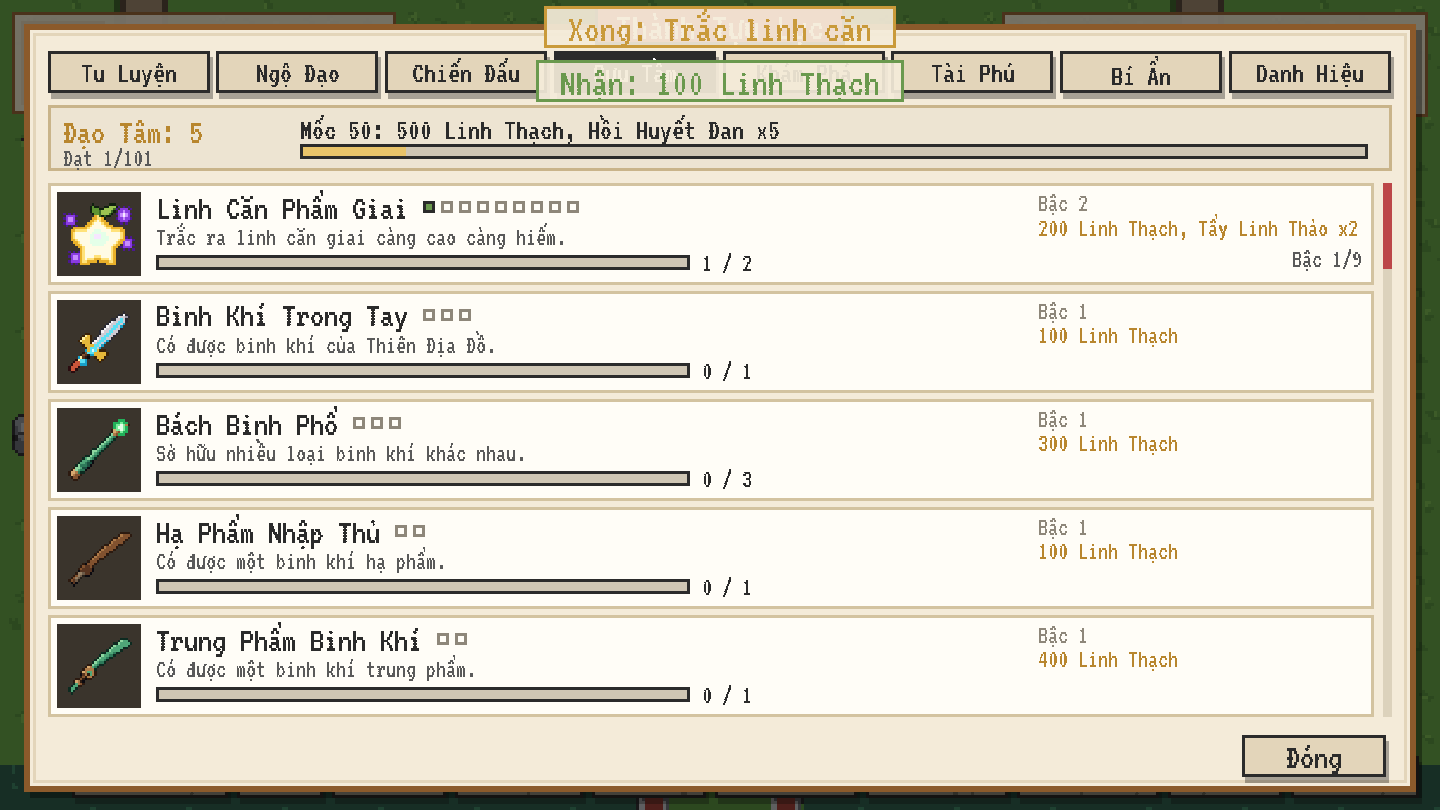 Xong: Trắc linh căn
Tu Luyện
Ngộ Đạo
Chiến Đấu
Tài Phú
Bí Ẩn
Danh Hiệu
Nhận: 100 Linh Thạch
Đạo Tâm: 5
Đạt 1/101
Mốc 50: 500 Linh Thạch, Hồi Huyết Đan x5
Linh Căn Phẩm Giai
Trắc ra linh căn giai càng cao càng hiếm.
1 / 2
Bậc 2
200 Linh Thạch, Tẩy Linh Thảo x2
Bậc 1/9
Binh Khí Trong Tay
Có được binh khí của Thiên Địa Đồ.
0 / 1
Bậc 1
100 Linh Thạch
Bách Binh Phổ
Sở hữu nhiều loại binh khí khác nhau.
0 / 3
Bậc 1
300 Linh Thạch
Hạ Phẩm Nhập Thủ
Có được một binh khí hạ phẩm.
0 / 1
Bậc 1
100 Linh Thạch
Trung Phẩm Binh Khí
Có được một binh khí trung phẩm.
0 / 1
Bậc 1
400 Linh Thạch
Đóng